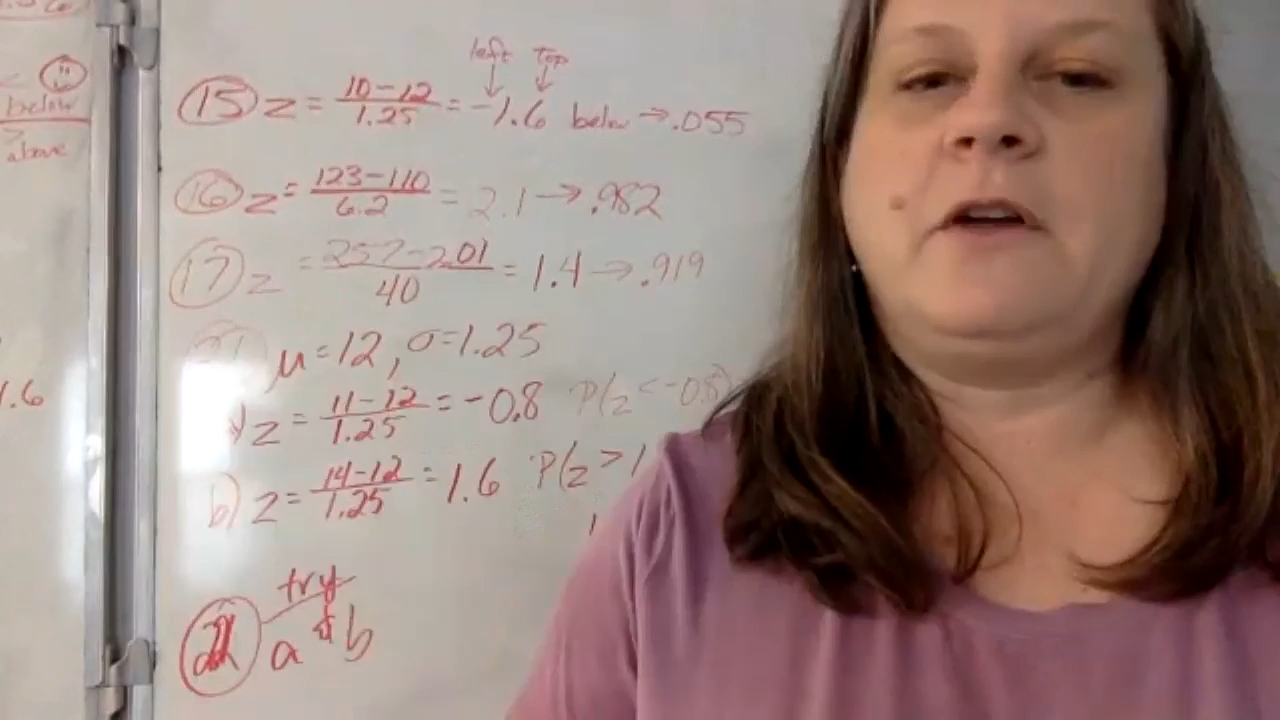 below
above
1.6
left top
15 z = 10-12 / 1.25 = -1.6 below → .055
16 z = 123-110 / 6.2 = 2.1 → .982
17 z = 257-201 / 40 = 1.4 → .919
μ = 12, σ = 1.25
z = 11-12 / 1.25 = -0.8 P(z < -0.8)
b) z = 14-12 / 1.25 = 1.6 P(z > 1
try
a & b